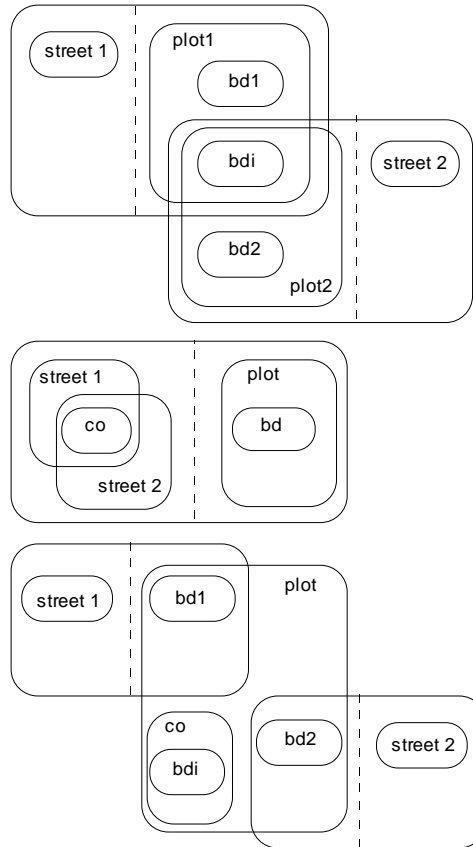 street 1
plot1
bd1
bdi
street 2
bd2
plot2
street 1
plot
co
bd
street 2
street 1
bd1
plot
co
bd2
street 2
bdi